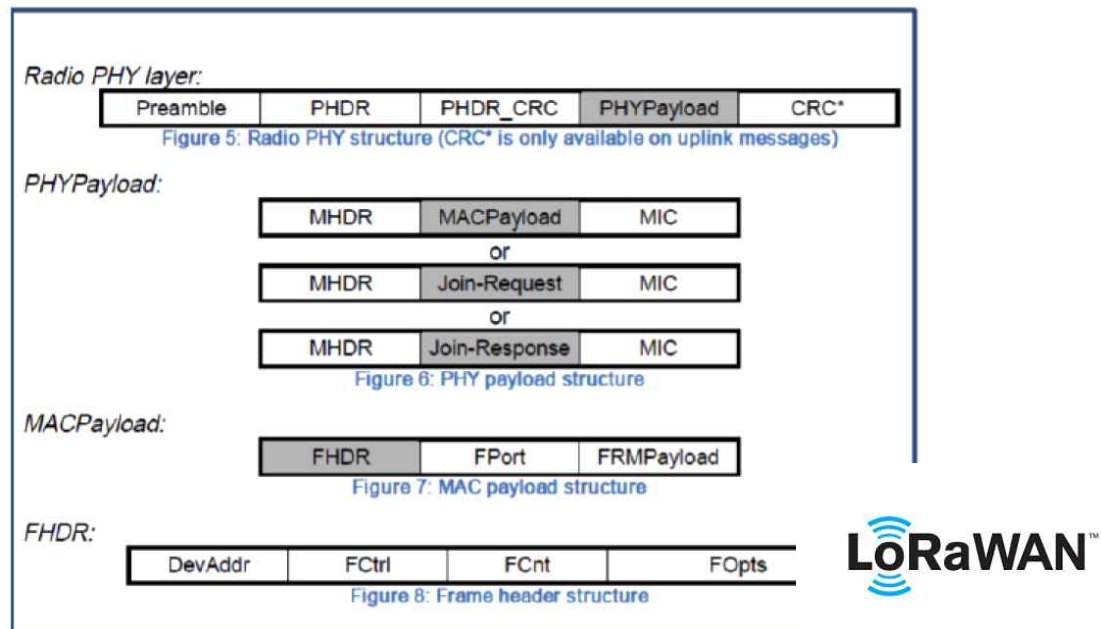 Radio PHY layer:
Preamble PHDR PHDR_CRC PHYPayload CRC*
Figure 5: Radio PHY structure (CRC* is only available on uplink messages)
PHYPayload:
MHDR MACPayload MIC
or
MHDR Join-Request MIC
or
MHDR Join-Response MIC
Figure 6: PHY payload structure
MACPayload:
FHDR FPort FRMPayload
Figure 7: MAC payload structure
FHDR:
DevAddr FCtrl FCnt FOpts
Figure 8: Frame header structure
LoRaWAN™